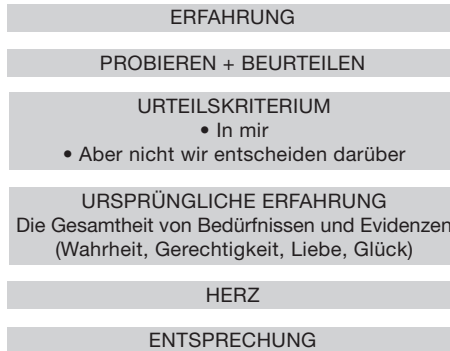 ERFAHRUNG
PROBIEREN + BEURTEILEN
URTEILSKRITERIUM
• In mir
• Aber nicht wir entscheiden darüber
URSPRÜNGLICHE ERFAHRUNG
Die Gesamtheit von Bedürfnissen und Evidenzen
(Wahrheit, Gerechtigkeit, Liebe, Glück)
HERZ
ENTSPRECHUNG